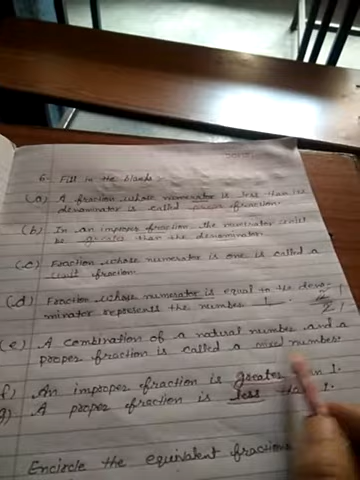 6- Fill in the blanks:
(a) A fraction whose numerator is less than its
denominator is called proper fraction.
(b) In an improper fraction the numerator
be greater than the denominator.
(c) Fraction whose numerator is one is called a
unit fraction.
(d) Fraction whose numerator is equal to its deno-
minator represents the number 1.
(e) A combination of a natural number and a
proper fraction is called a mixed number.
f) An improper fraction is greater than 1.
g) A proper fraction is less than 1.
Encircle the equivalent fractions